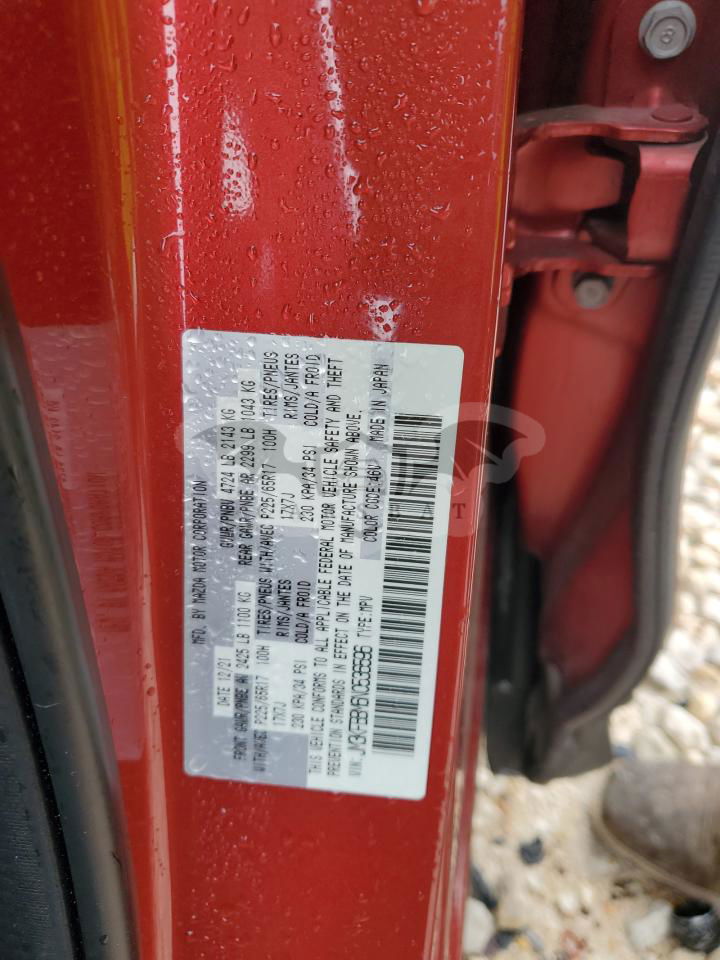 MFD. BY MAZDA MOTOR CORPORATION
DATE 12/21 GVWR/PNBV 4724 LB 2143 KG
FRONT GAWR/PNBE AV 2425 LB 1100 KG REAR GAWR/PNBE AR 2299 LB 1043 KG
WITH/AVEC P225/65R17 100H TIRES/PNEUS WITH/AVEC P225/65R17 100H TIRES/PNEUS
17X7J RIMS/JANTES 17X7J RIMS/JANTES
230 KPA/34 PSI COLD/A FROID 230 KPA/34 PSI COLD/A FROID
THIS VEHICLE CONFORMS TO ALL APPLICABLE FEDERAL MOTOR VEHICLE SAFETY AND THEFT
PREVENTION STANDARDS IN EFFECT ON THE DATE OF MANUFACTURE SHOWN ABOVE.
VIN: TYPE:MPV COLOR CODE:46V MADE IN JAPAN
8